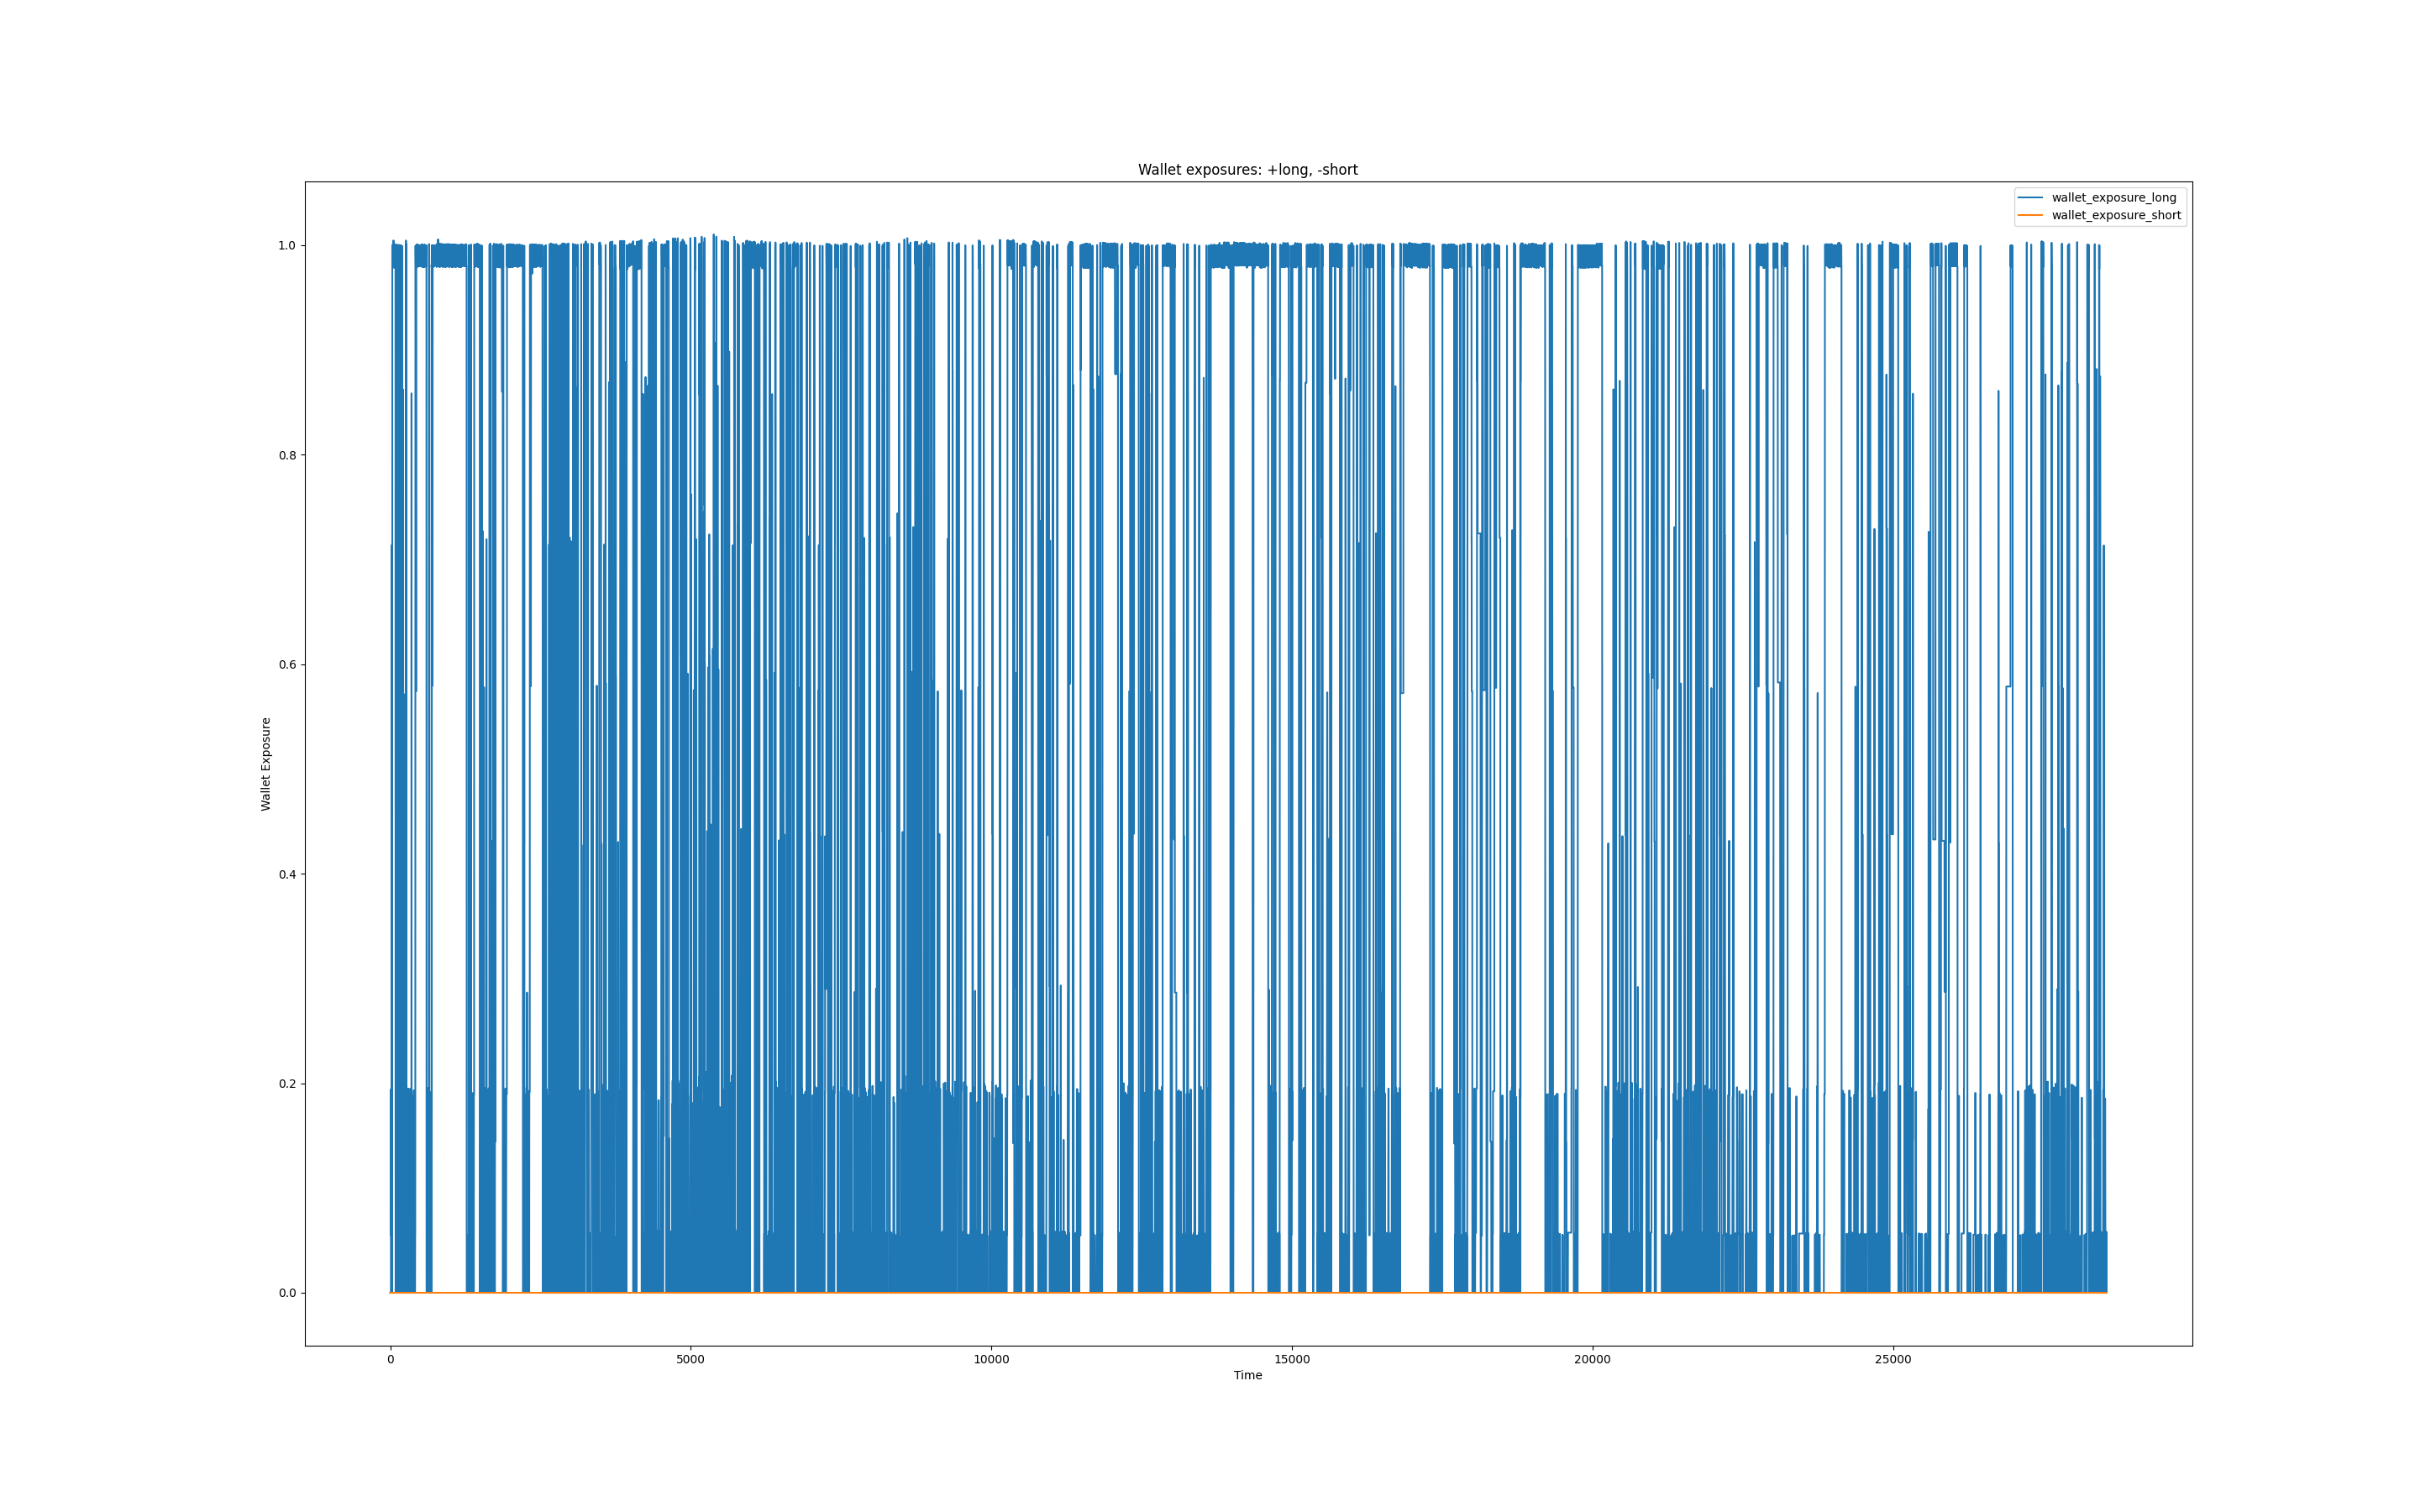 Wallet exposures: +long, -short
wallet_exposure_long
wallet_exposure_short
1.0
0.8
0.6
0.4
0.2
0.0
Wallet Exposure
0 5000 10000 15000 20000 25000
Time